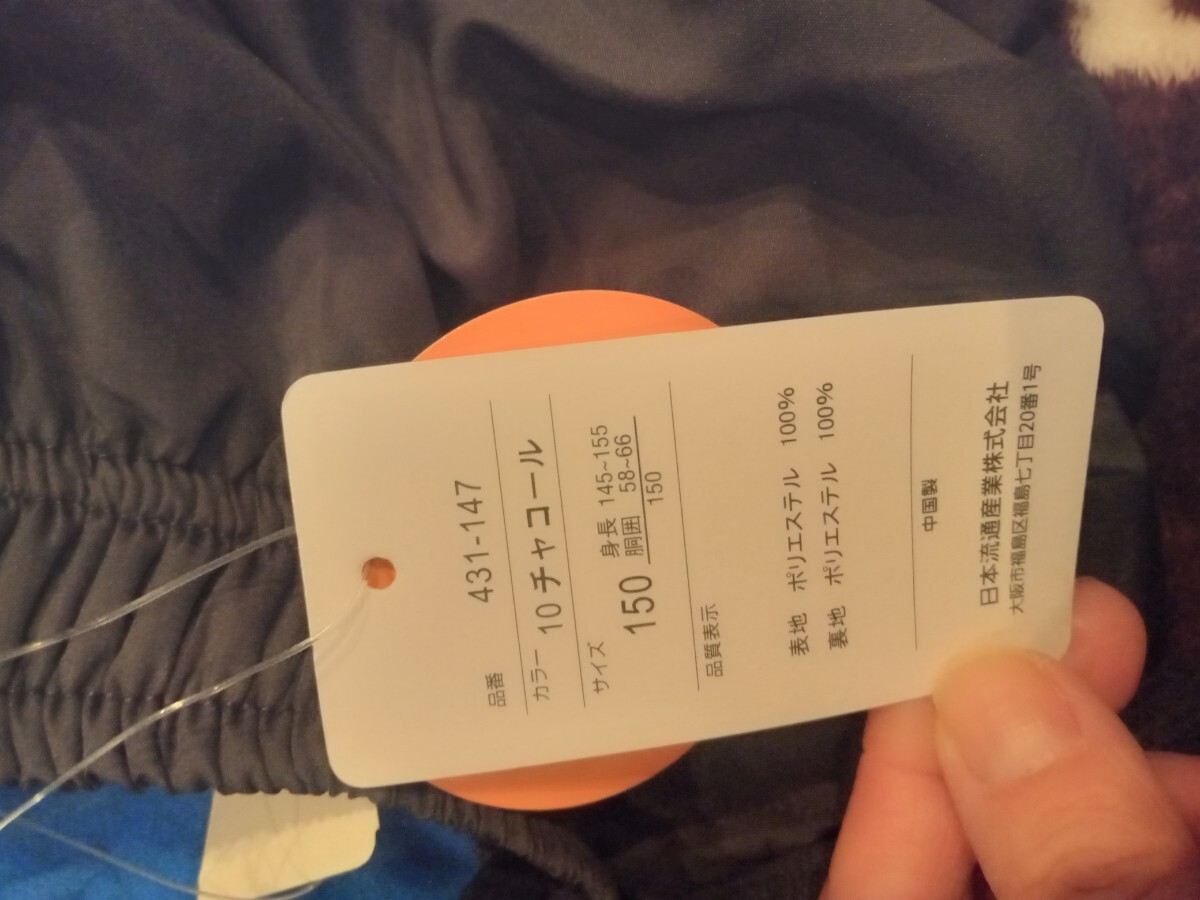 品番 431-147
カラー 10 チャコール
サイズ
150 身長 145~155
胴囲 58~66
150
品質表示
表地 ポリエステル 100%
裏地 ポリエステル 100%
中国製
日本流通産業株式会社
大阪市福島区福島七丁目20番1号